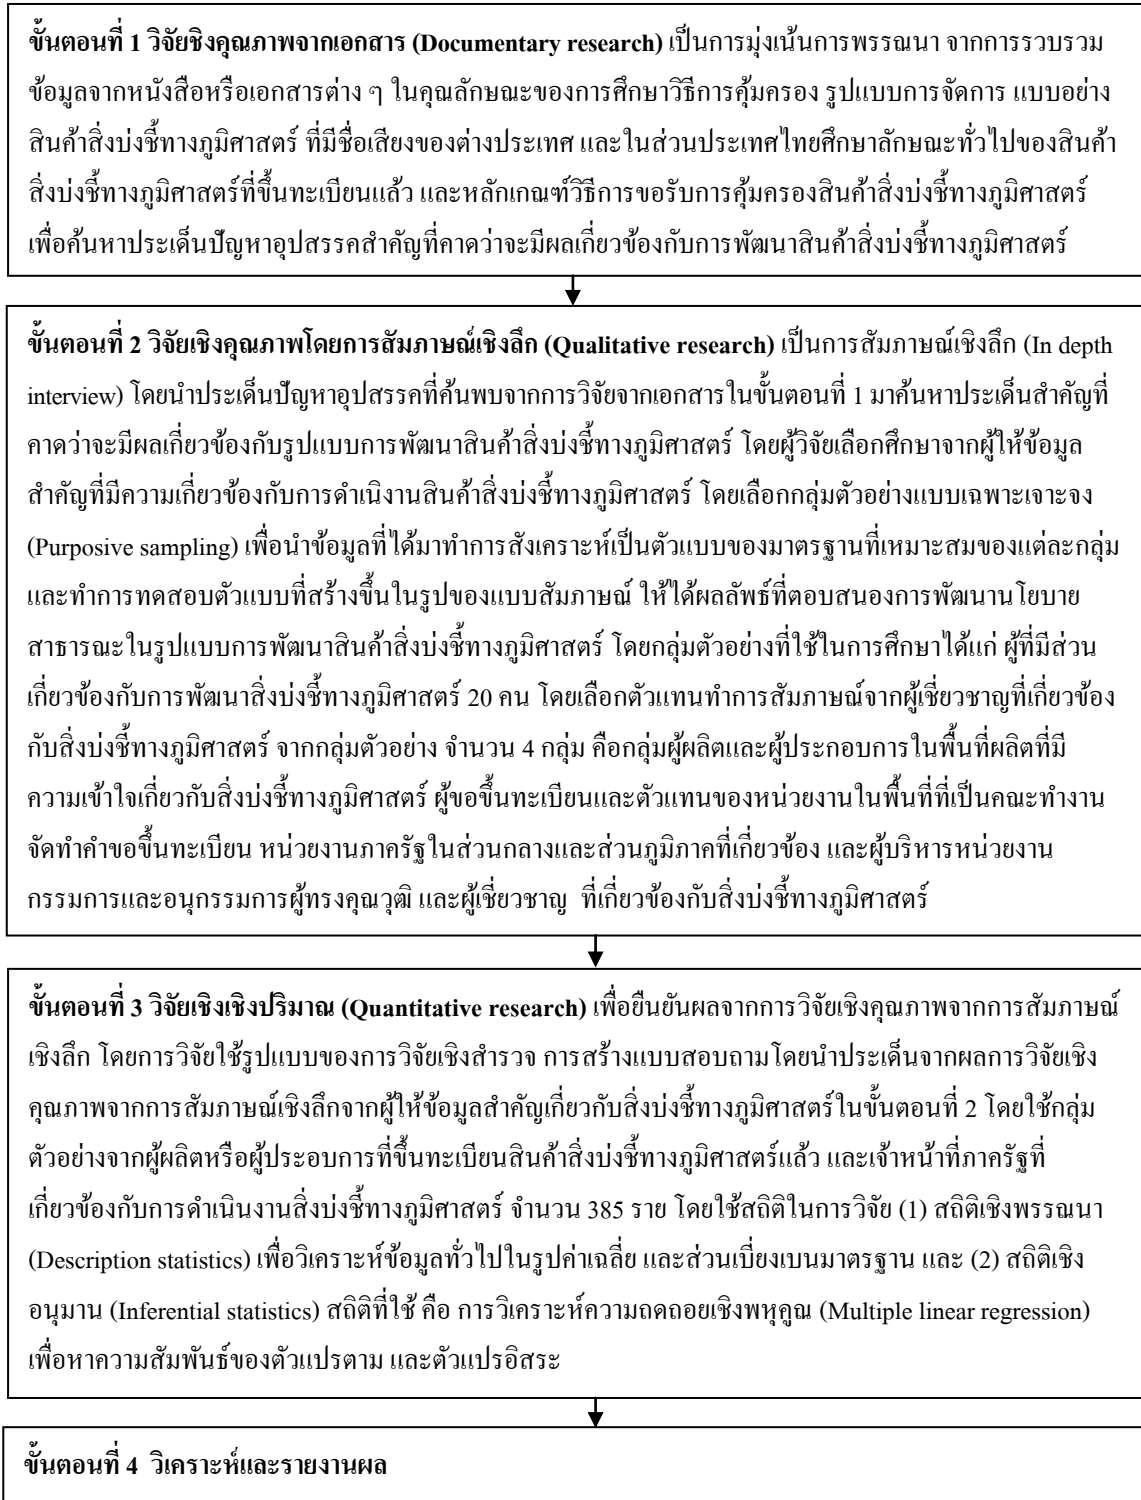 ขั้นตอนที่ 1 วิจัยชิงคุณภาพจากเอกสาร (Documentary research) เป็นการมุ่งเน้นการพรรณนา จากการรวบรวม
ข้อมูลจากหนังสือหรือเอกสารต่าง ๆ ในคุณลักษณะของการศึกษาวิธีการคุ้มครอง รูปแบบการจัดการ แบบอย่าง
สินค้าสิ่งบ่งชี้ทางภูมิศาสตร์ ที่มีชื่อเสียงของต่างประเทศ และในส่วนประเทศไทยศึกษาลักษณะทั่วไปของสินค้า
สิ่งบ่งชี้ทางภูมิศาสตร์ที่ขึ้นทะเบียนแล้ว และหลักเกณฑ์วิธีการขอรับการคุ้มครองสินค้าสิ่งบ่งชี้ทางภูมิศาสตร์
เพื่อค้นหาประเด็นปัญหาอุปสรรคสำคัญที่คาดว่าจะมีผลเกี่ยวข้องกับการพัฒนาสินค้าสิ่งบ่งชี้ทางภูมิศาสตร์
ขั้นตอนที่ 2 วิจัยเชิงคุณภาพโดยการสัมภาษณ์เชิงลึก (Qualitative research) เป็นการสัมภาษณ์เชิงลึก (In depth
interview) โดยนำประเด็นปัญหาอุปสรรคที่ค้นพบจากการวิจัยจากเอกสารในขั้นตอนที่ 1 มาค้นหาประเด็นสำคัญที่
คาดว่าจะมีผลเกี่ยวข้องกับรูปแบบการพัฒนาสินค้าสิ่งบ่งชี้ทางภูมิศาสตร์ โดยผู้วิจัยเลือกศึกษาจากผู้ให้ข้อมูล
สำคัญที่มีความเกี่ยวข้องกับการดำเนิงานสินค้าสิ่งบ่งชี้ทางภูมิศาสตร์ โดยเลือกกลุ่มตัวอย่างแบบเฉพาะเจาะจง
(Purposive sampling) เพื่อนำข้อมูลที่ได้มาทำการสังเคราะห์เป็นตัวแบบของมาตรฐานที่เหมาะสมของแต่ละกลุ่ม
และทำการทดสอบตัวแบบที่สร้างขึ้นในรูปของแบบสัมภาษณ์ ให้ได้ผลลัพธ์ที่ตอบสนองการพัฒนานโยบาย
สาธารณะในรูปแบบการพัฒนาสินค้าสิ่งบ่งชี้ทางภูมิศาสตร์ โดยกลุ่มตัวอย่างที่ใช้ในการศึกษาได้แก่ ผู้ที่มีส่วน
เกี่ยวข้องกับการพัฒนาสิ่งบ่งชี้ทางภูมิศาสตร์ 20 คน โดยเลือกตัวแทนทำการสัมภาษณ์จากผู้เชี่ยวชาญที่เกี่ยวข้อง
กับสิ่งบ่งชี้ทางภูมิศาสตร์ จากกลุ่มตัวอย่าง จำนวน 4 กลุ่ม คือกลุ่มผู้ผลิตและผู้ประกอบการในพื้นที่ผลิตที่มี
ความเข้าใจเกี่ยวกับสิ่งบ่งชี้ทางภูมิศาสตร์ ผู้ขอขึ้นทะเบียนและตัวแทนของหน่วยงานในพื้นที่ที่เป็นคณะทำงาน
จัดทำคำขอขึ้นทะเบียน หน่วยงานภาครัฐในส่วนกลางและส่วนภูมิภาคที่เกี่ยวข้อง และผู้บริหารหน่วยงาน
กรรมการและอนุกรรมการผู้ทรงคุณวุฒิ และผู้เชี่ยวชาญ ที่เกี่ยวข้องกับสิ่งบ่งชี้ทางภูมิศาสตร์
ขั้นตอนที่ 3 วิจัยเชิงเชิงปริมาณ (Quantitative research) เพื่อยืนยันผลจากการวิจัยเชิงคุณภาพจากการสัมภาษณ์
เชิงลึก โดยการวิจัยใช้รูปแบบของการวิจัยเชิงสำรวจ การสร้างแบบสอบถามโดยนำประเด็นจากผลการวิจัยเชิง
คุณภาพจากการสัมภาษณ์เชิงลึกจากผู้ให้ข้อมูลสำคัญเกี่ยวกับสิ่งบ่งชี้ทางภูมิศาสตร์ในขั้นตอนที่ 2 โดยใช้กลุ่ม
ตัวอย่างจากผู้ผลิตหรือผู้ประอบการที่ขึ้นทะเบียนสินค้าสิ่งบ่งชี้ทางภูมิศาสตร์แล้ว และเจ้าหน้าที่ภาครัฐที่
เกี่ยวข้องกับการดำเนินงานสิ่งบ่งชี้ทางภูมิศาสตร์ จำนวน 385 ราย โดยใช้สถิติในการวิจัย (1) สถิติเชิงพรรณนา
(Description statistics) เพื่อวิเคราะห์ข้อมูลทั่วไปในรูปค่าเฉลี่ย และส่วนเบี่ยงเบนมาตรฐาน และ (2) สถิติเชิง
อนุมาน (Inferential statistics) สถิติที่ใช้ คือ การวิเคราะห์ความถดถอยเชิงพหุคูณ (Multiple linear regression)
เพื่อหาความสัมพันธ์ของตัวแปรตาม และตัวแปรอิสระ
ขั้นตอนที่ 4 วิเคราะห์และรายงานผล